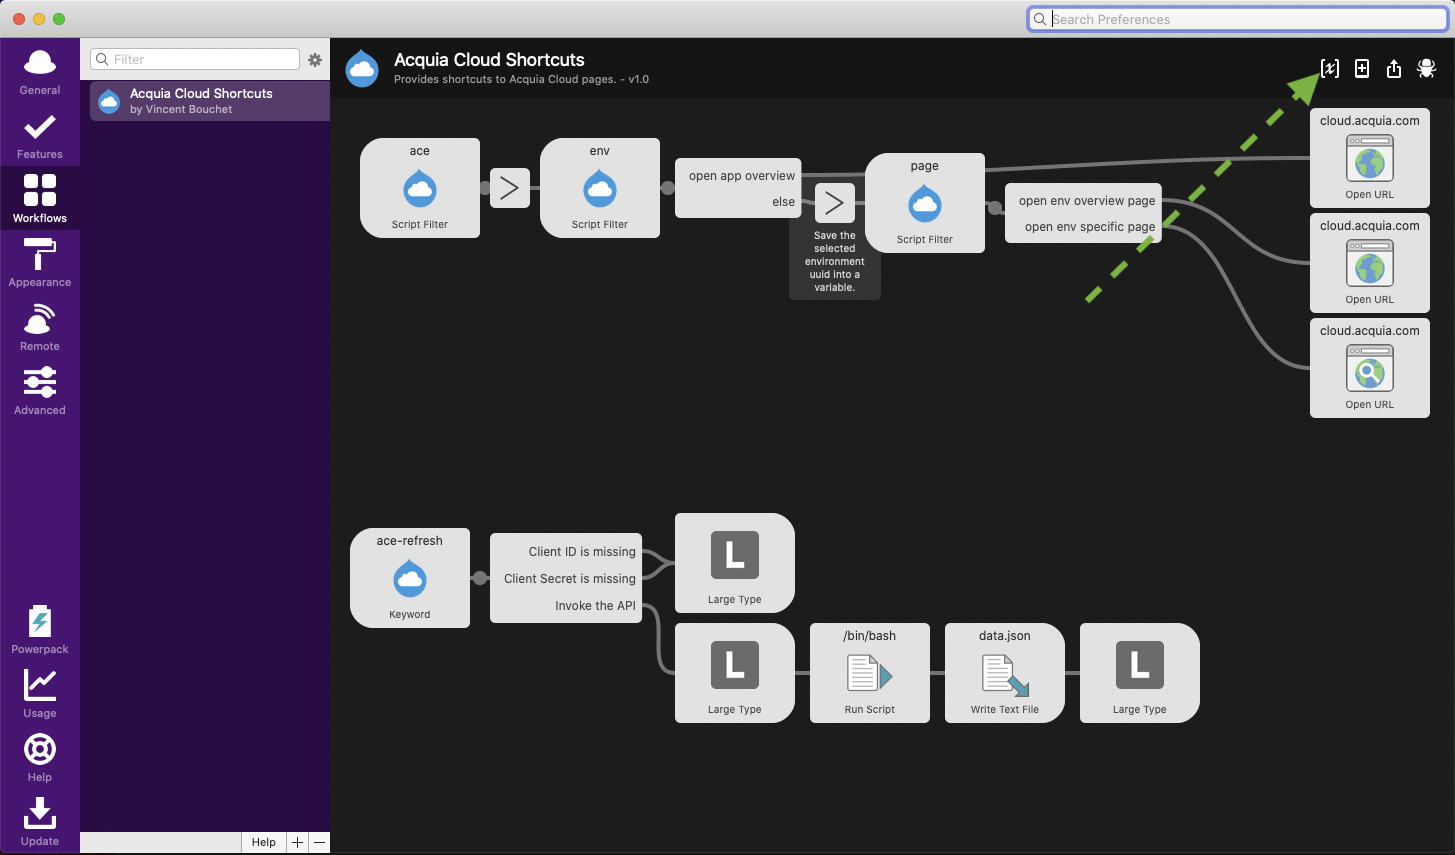 Search Preferences
General
Features
Workflows
Appearance
Remote
Advanced
Powerpack
Usage
Help
Update
Filter
Acquia Cloud Shortcuts
by Vincent Bouchet
Help
Acquia Cloud Shortcuts
Provides shortcuts to Acquia Cloud pages. - v1.0
[x]
ace
Script Filter
env
Script Filter
open app overview
else
Save the
selected
environment
uuid into a
variable.
page
Script Filter
open env overview page
open env specific page
cloud.acquia.com
Open URL
cloud.acquia.com
Open URL
cloud.acquia.com
Open URL
ace-refresh
Keyword
Client ID is missing
Client Secret is missing
Invoke the API
L
Large Type
L
Large Type
/bin/bash
Run Script
data.json
Write Text File
L
Large Type